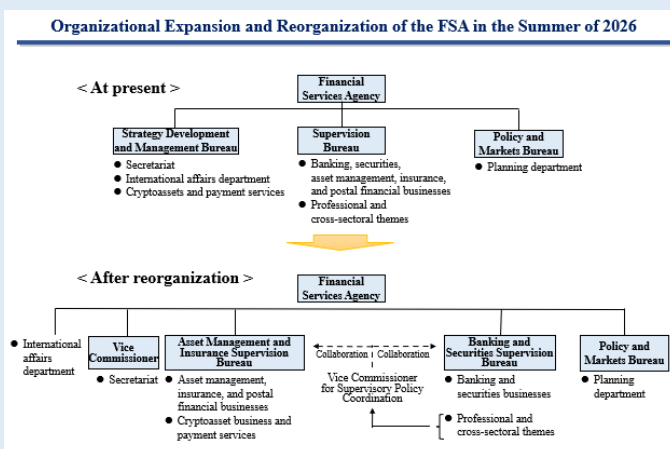 Organizational Expansion and Reorganization of the FSA in the Summer of 2026
< At present >
Financial
Services Agency
Strategy Development
and Management Bureau
● Secretariat
● International affairs department
● Cryptoassets and payment services
Supervision
Bureau
● Banking, securities,
asset management, insurance,
and postal financial businesses
● Professional and
cross-sectoral themes
Policy and
Markets Bureau
● Planning department
< After reorganization >
Financial
Services Agency
● International
affairs
department
Vice
Commissioner
● Secretariat
Asset Management and
Insurance Supervision
Bureau
● Asset management,
insurance, and postal
financial businesses
● Cryptoasset business and
payment services
Collaboration
Collaboration
Vice Commissioner
for Supervisory Policy
Coordination
Banking and
Securities Supervision
Bureau
● Banking and
securities businesses
● Professional and
cross-sectoral themes
Policy and
Markets Bureau
● Planning
department